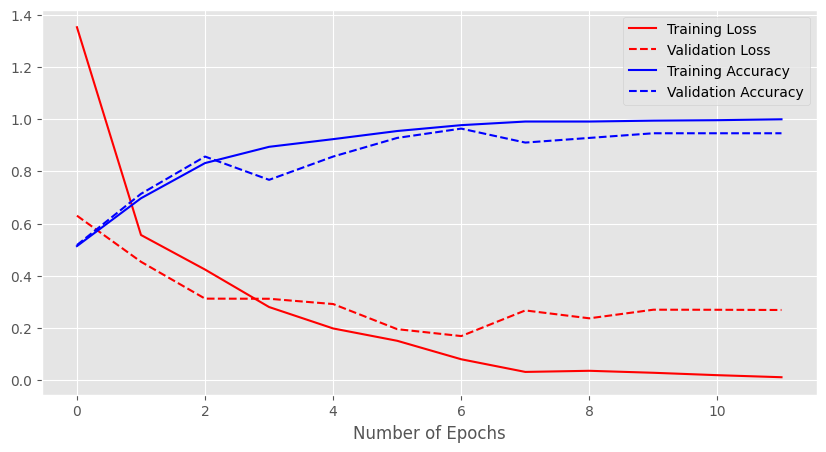 1.4
1.2
1.0
0.8
0.6
0.4
0.2
0.0
Training Loss
Validation Loss
Training Accuracy
Validation Accuracy
0 2 4 6 8 10
Number of Epochs